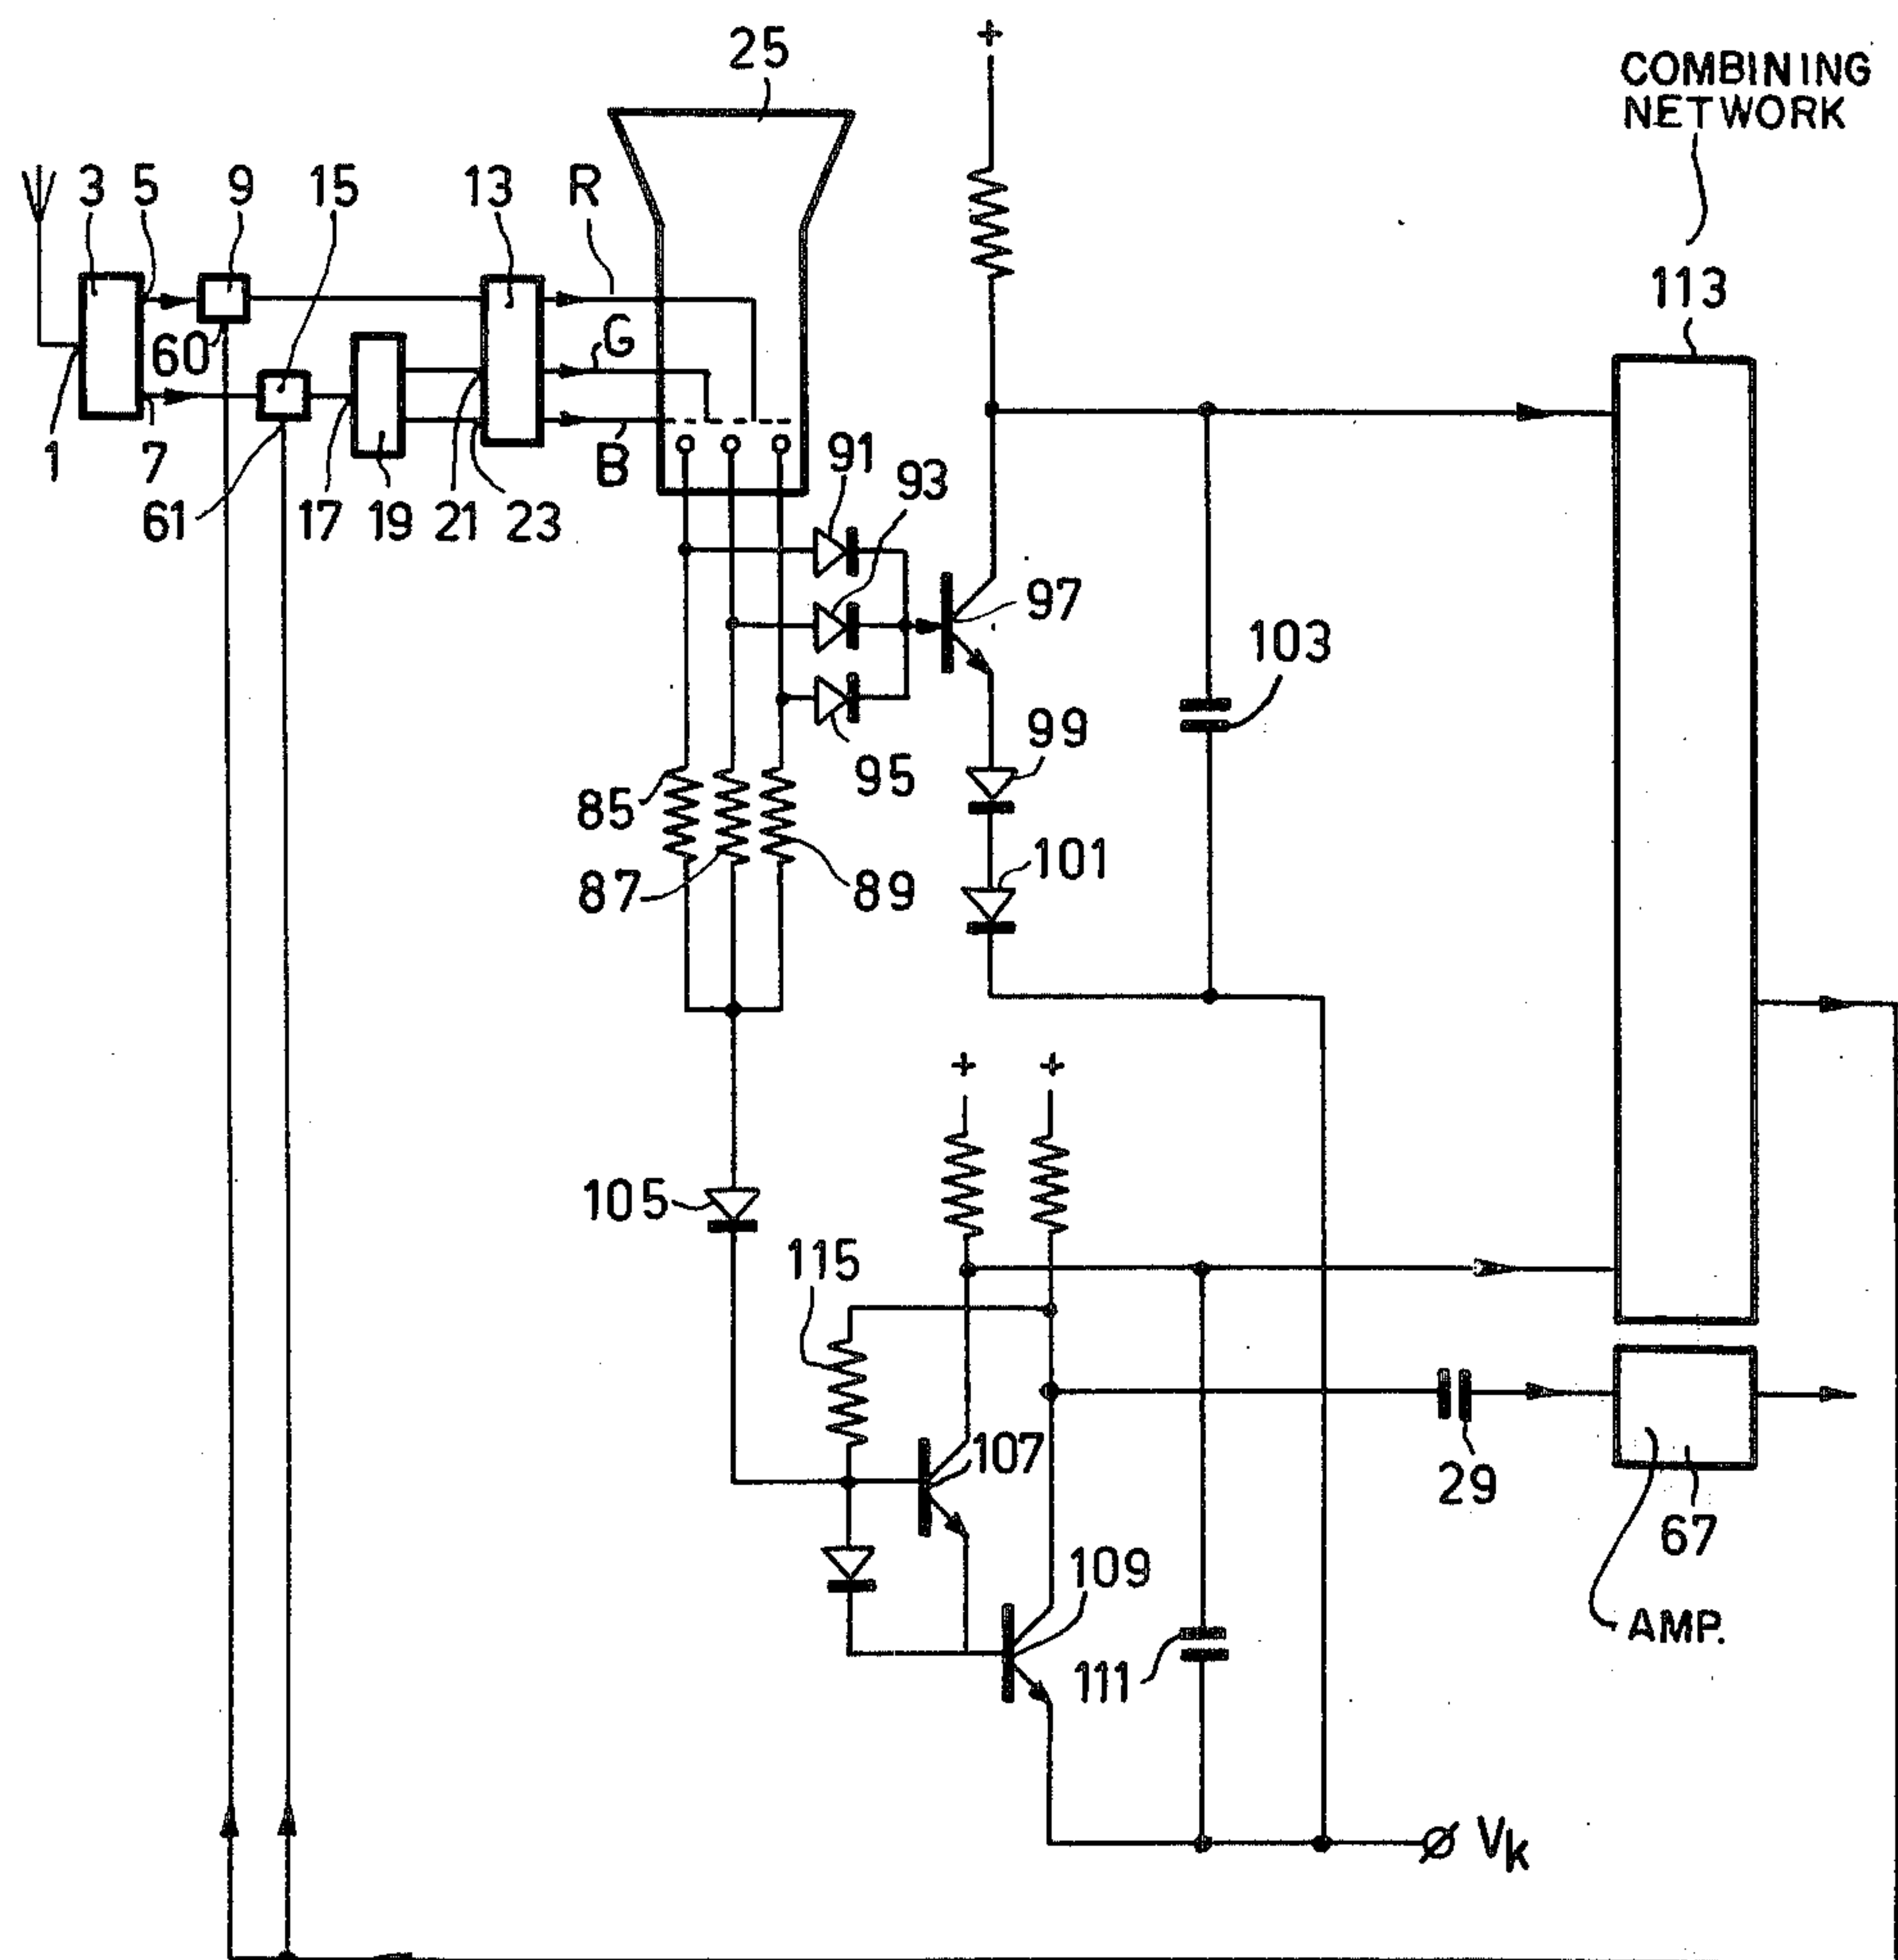 25
+
COMBINING
NETWORK
3 5 9 15 13 R
113
60 G
1 7 B 91
61 17 19 21 23 93
97
103
99
95
85
101
87 89
+ +
105
115
107
29
67
109
AMP.
111
Vk